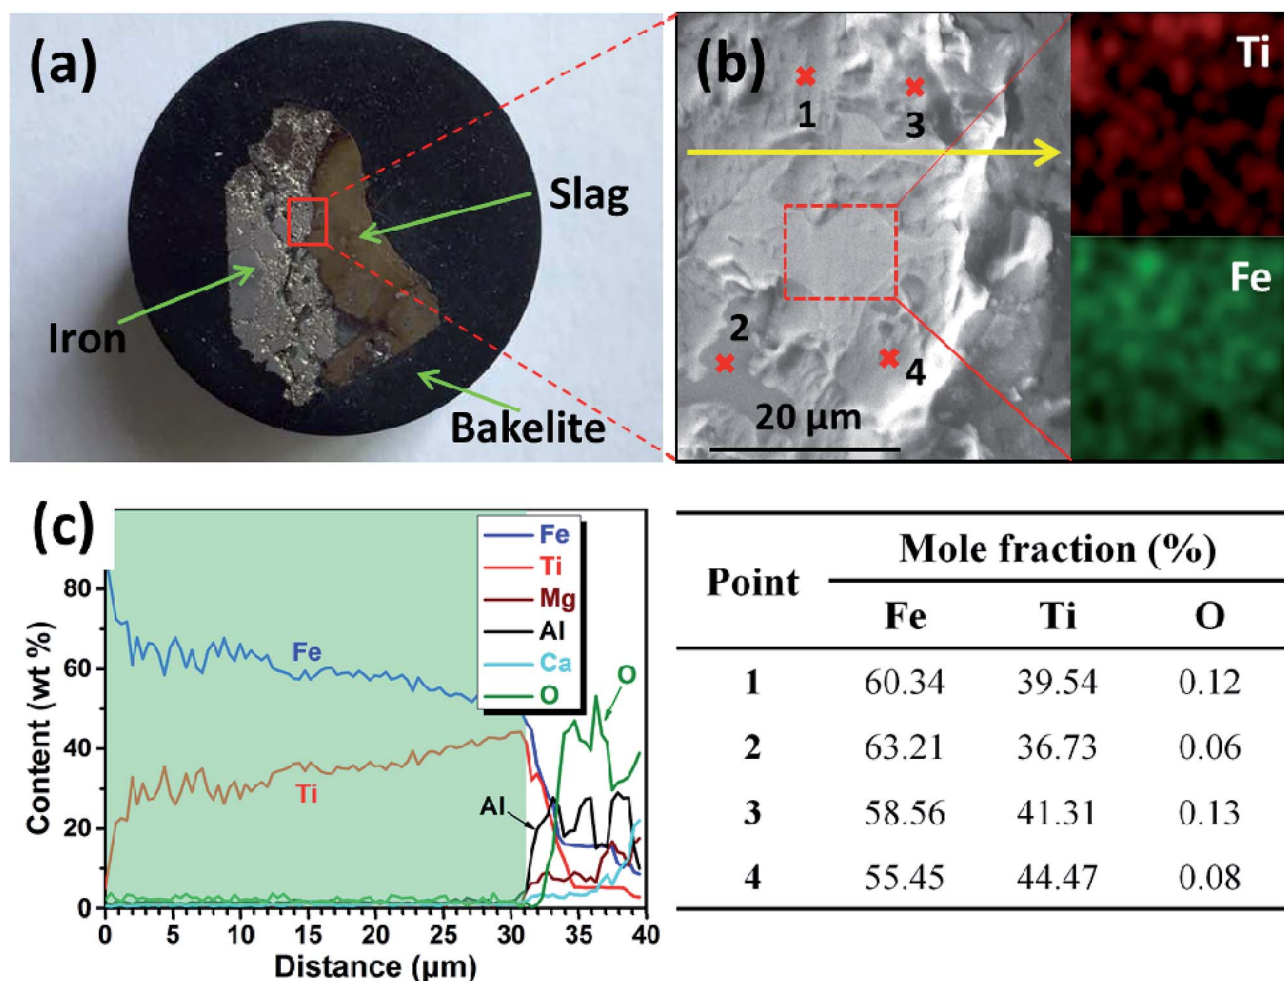 (a)
Slag
Iron
Bakelite
(b)
1
3
2
4
20 µm
Ti
Fe
(c)
Fe
Ti
Mg
Al
Ca
O
Fe
Ti
Al
O
Content (wt %)
80
60
40
20
0
0 5 10 15 20 25 30 35 40
Distance (µm)
Point Mole fraction (%)
Fe Ti O
1 60.34 39.54 0.12
2 63.21 36.73 0.06
3 58.56 41.31 0.13
4 55.45 44.47 0.08